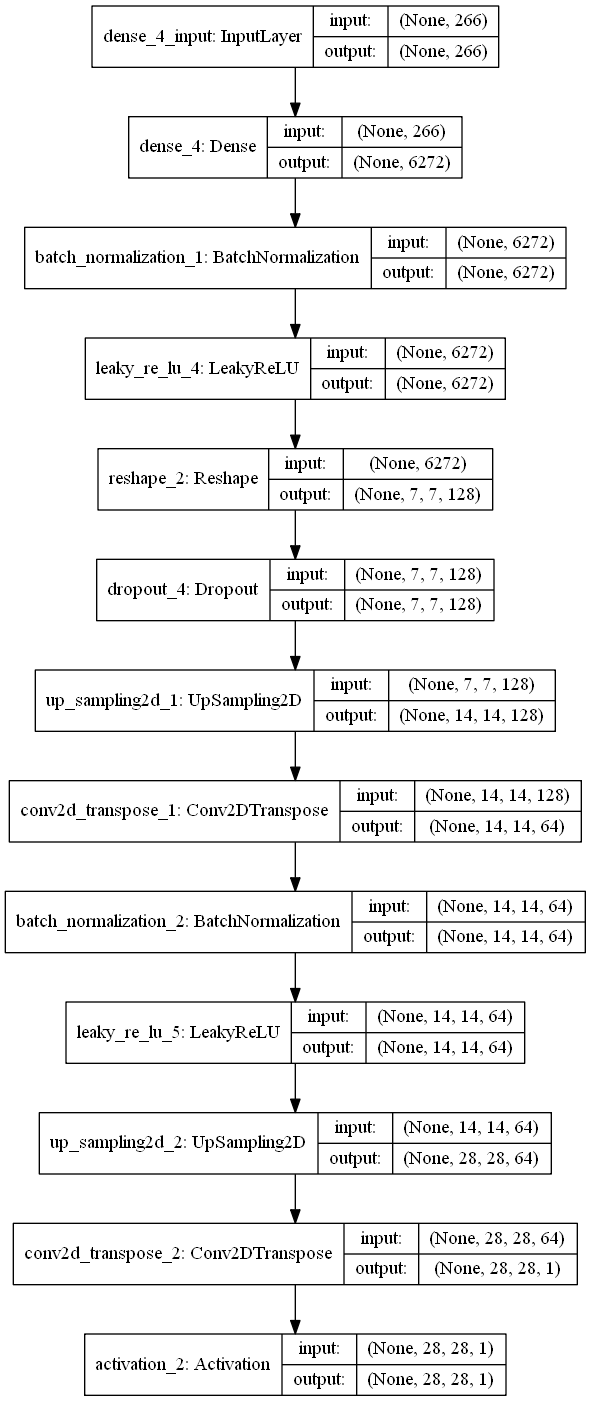 dense_4_input: InputLayer
input: (None, 266)
output: (None, 266)
dense_4: Dense
input: (None, 266)
output: (None, 6272)
batch_normalization_1: BatchNormalization
input: (None, 6272)
output: (None, 6272)
leaky_re_lu_4: LeakyReLU
input: (None, 6272)
output: (None, 6272)
reshape_2: Reshape
input: (None, 6272)
output: (None, 7, 7, 128)
dropout_4: Dropout
input: (None, 7, 7, 128)
output: (None, 7, 7, 128)
up_sampling2d_1: UpSampling2D
input: (None, 7, 7, 128)
output: (None, 14, 14, 128)
conv2d_transpose_1: Conv2DTranspose
input: (None, 14, 14, 128)
output: (None, 14, 14, 64)
batch_normalization_2: BatchNormalization
input: (None, 14, 14, 64)
output: (None, 14, 14, 64)
leaky_re_lu_5: LeakyReLU
input: (None, 14, 14, 64)
output: (None, 14, 14, 64)
up_sampling2d_2: UpSampling2D
input: (None, 14, 14, 64)
output: (None, 28, 28, 64)
conv2d_transpose_2: Conv2DTranspose
input: (None, 28, 28, 64)
output: (None, 28, 28, 1)
activation_2: Activation
input: (None, 28, 28, 1)
output: (None, 28, 28, 1)